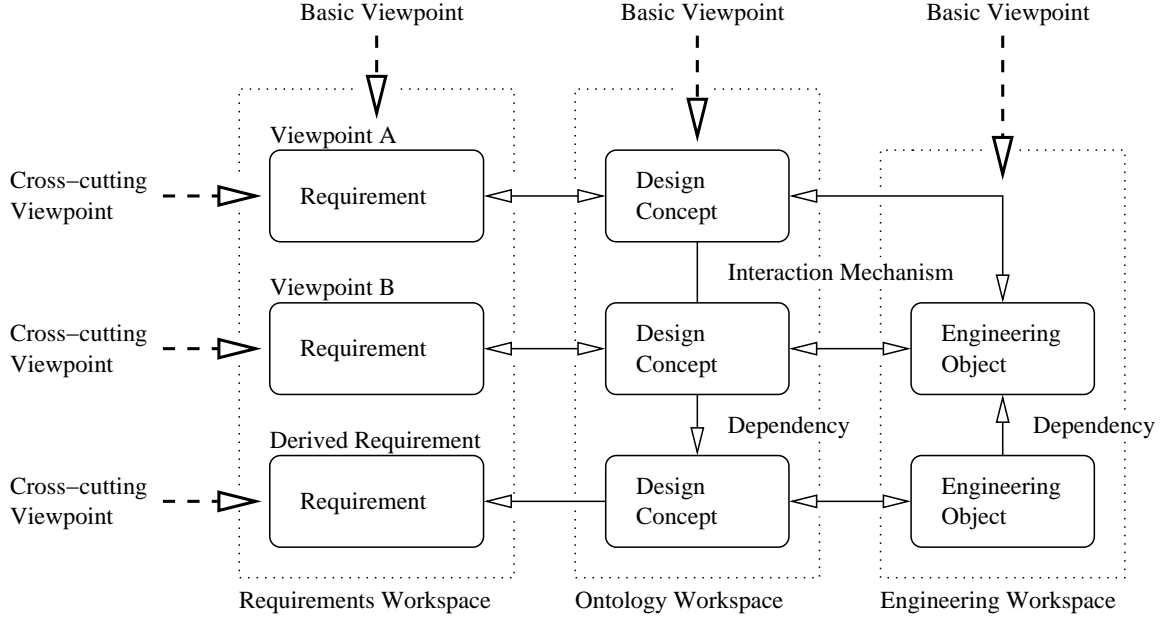 Basic Viewpoint
Basic Viewpoint
Basic Viewpoint
Viewpoint A
Cross−cutting
Viewpoint
Requirement
Design
Concept
Interaction Mechanism
Viewpoint B
Cross−cutting
Viewpoint
Requirement
Design
Concept
Engineering
Object
Dependency
Dependency
Derived Requirement
Cross−cutting
Viewpoint
Requirement
Design
Concept
Engineering
Object
Requirements Workspace
Ontology Workspace
Engineering Workspace